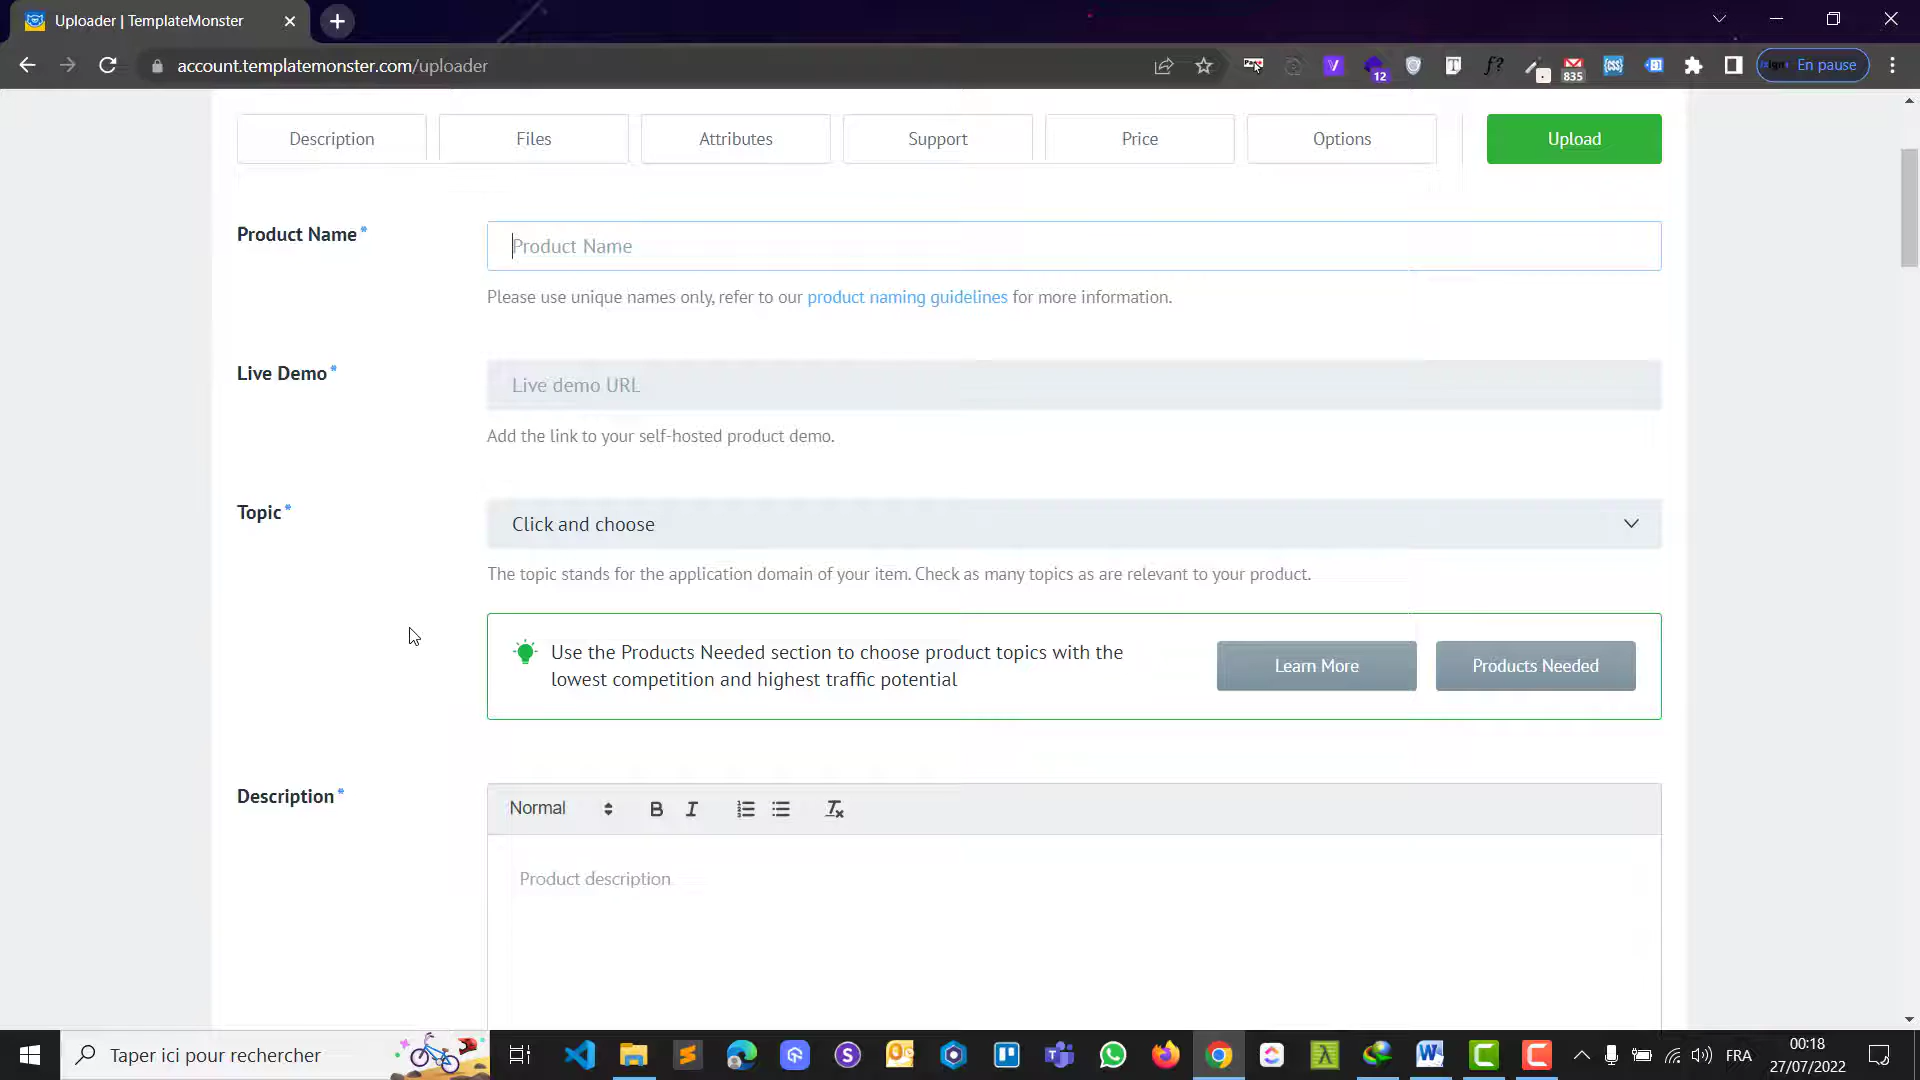 Uploader | TemplateMonster
account.templatemonster.com/uploader
12
835
En pause
Description
Files
Attributes
Support
Price
Options
Upload
Product Name*
Product Name
Please use unique names only, refer to our product naming guidelines for more information.
Live Demo*
Live demo URL
Add the link to your self-hosted product demo.
Topic*
Click and choose
The topic stands for the application domain of your item. Check as many topics as are relevant to your product.
Use the Products Needed section to choose product topics with the
lowest competition and highest traffic potential
Learn More
Products Needed
Description*
Normal
Product description
Taper ici pour rechercher
FRA
00:18
27/07/2022